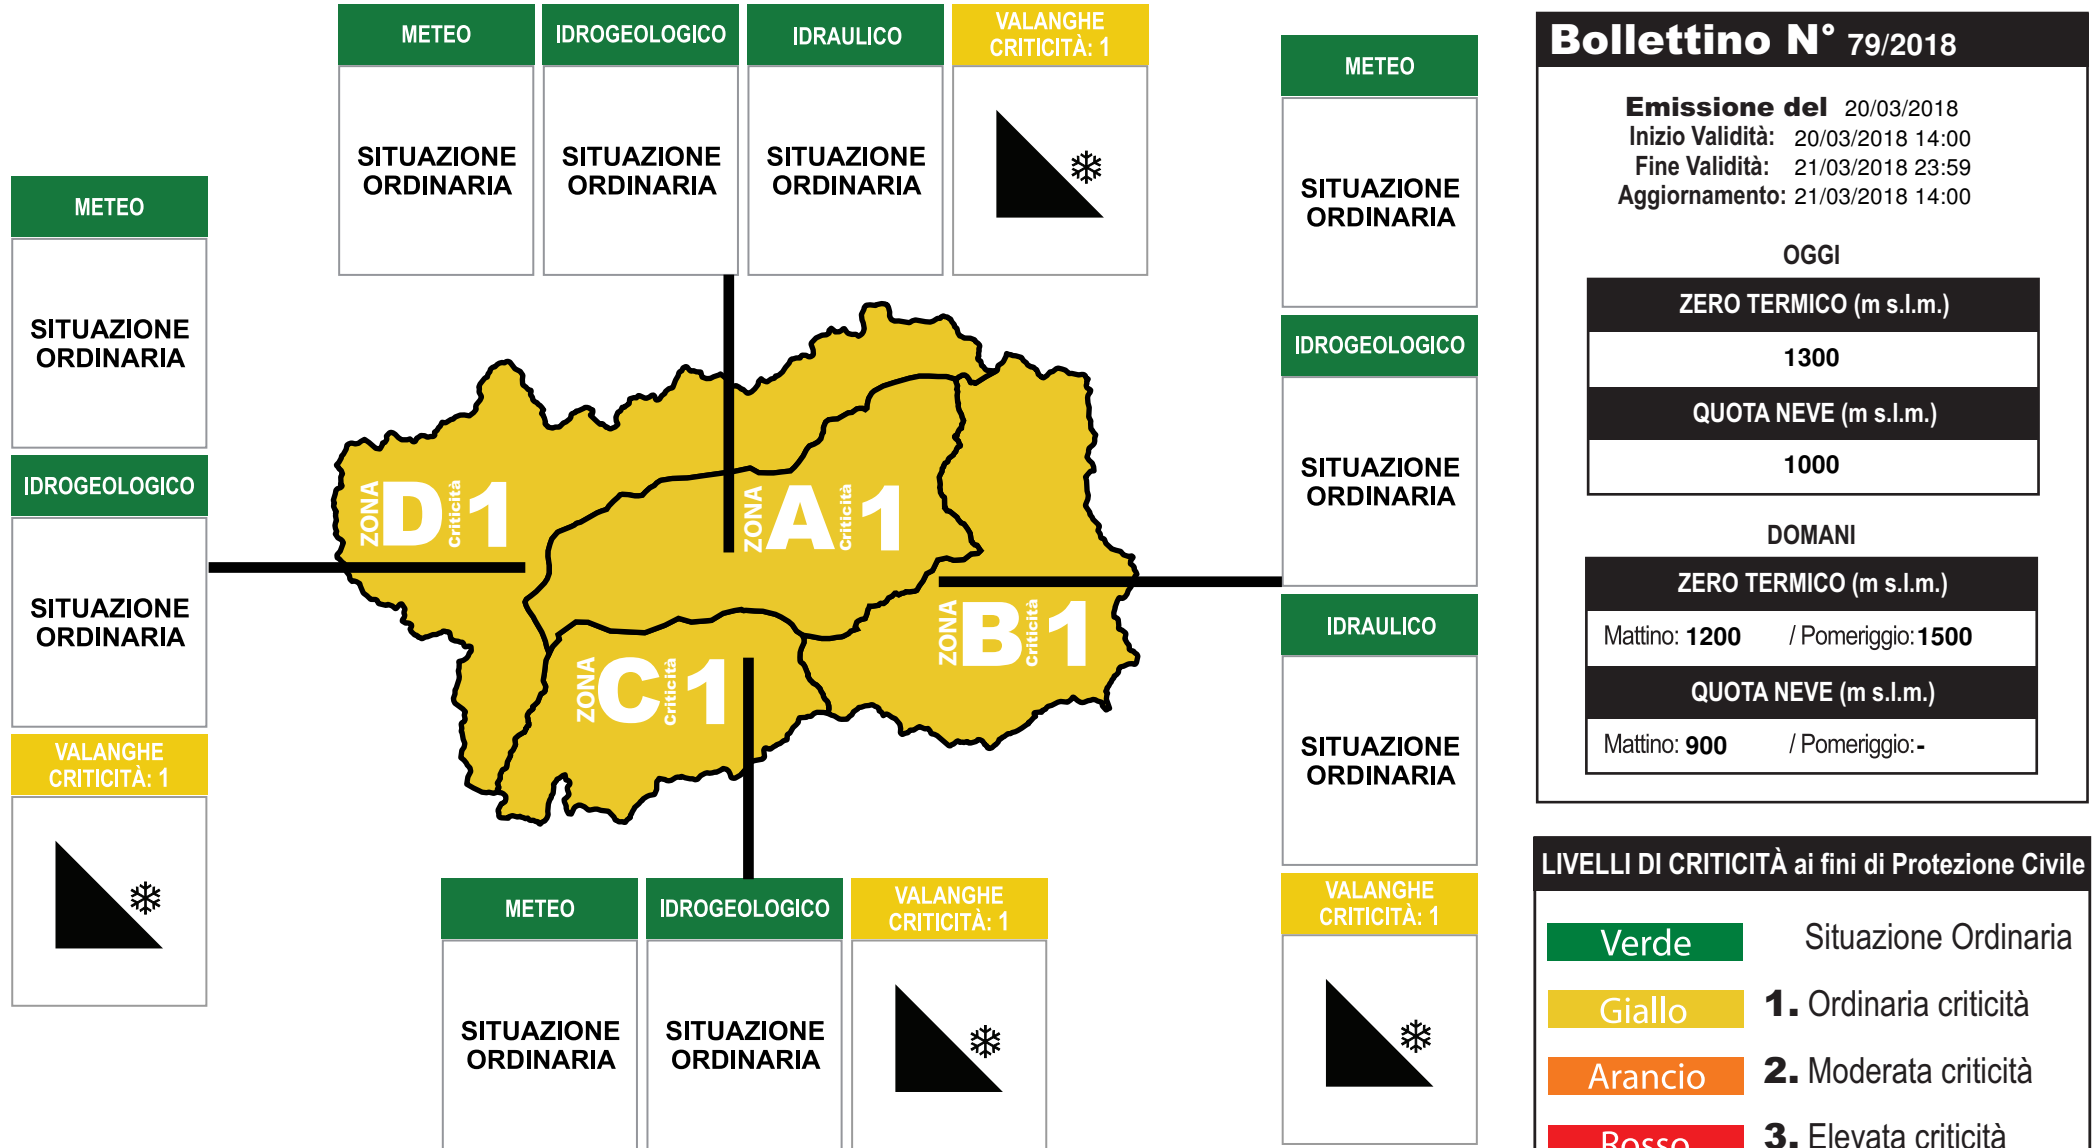 METEO
SITUAZIONE
ORDINARIA
IDROGEOLOGICO
SITUAZIONE
ORDINARIA
IDRAULICO
SITUAZIONE
ORDINARIA
VALANGHE
CRITICITÀ: 1
METEO
SITUAZIONE
ORDINARIA
IDROGEOLOGICO
SITUAZIONE
ORDINARIA
VALANGHE
CRITICITÀ: 1
ZONA D Criticità 1
ZONA A Criticità 1
ZONA B Criticità 1
ZONA C Criticità 1
METEO
SITUAZIONE
ORDINARIA
IDROGEOLOGICO
SITUAZIONE
ORDINARIA
IDRAULICO
SITUAZIONE
ORDINARIA
VALANGHE
CRITICITÀ: 1
METEO
SITUAZIONE
ORDINARIA
IDROGEOLOGICO
SITUAZIONE
ORDINARIA
VALANGHE
CRITICITÀ: 1
Bollettino N° 79/2018
Emissione del 20/03/2018
Inizio Validità: 20/03/2018 14:00
Fine Validità: 21/03/2018 23:59
Aggiornamento: 21/03/2018 14:00
OGGI
ZERO TERMICO (m s.l.m.)
1300
QUOTA NEVE (m s.l.m.)
1000
DOMANI
ZERO TERMICO (m s.l.m.)
Mattino: 1200 / Pomeriggio: 1500
QUOTA NEVE (m s.l.m.)
Mattino: 900 / Pomeriggio: -
LIVELLI DI CRITICITÀ ai fini di Protezione Civile
Verde Situazione Ordinaria
Giallo 1. Ordinaria criticità
Arancio 2. Moderata criticità
Rosso 3. Elevata criticità